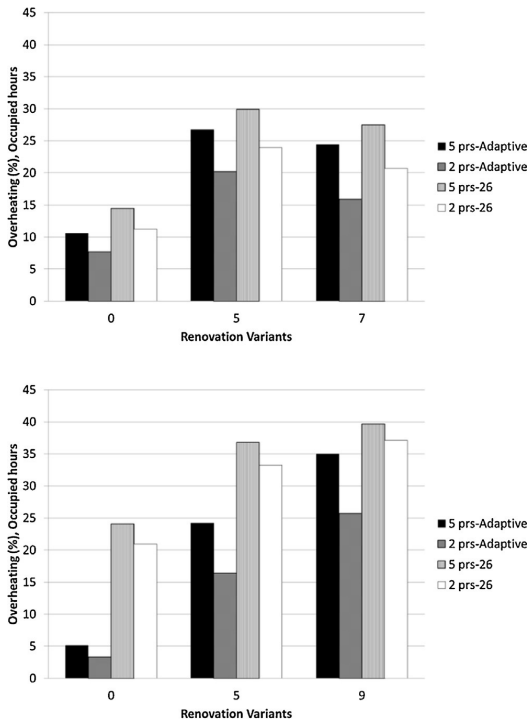 45
40
35
30
25
20
15
10
5
0
Overheating (%), Occupied hours
0 5 7
Renovation Variants
5 prs-Adaptive
2 prs-Adaptive
5 prs-26
2 prs-26
45
40
35
30
25
20
15
10
5
0
Overheating (%), Occupied hours
0 5 9
Renovation Variants
5 prs-Adaptive
2 prs-Adaptive
5 prs-26
2 prs-26